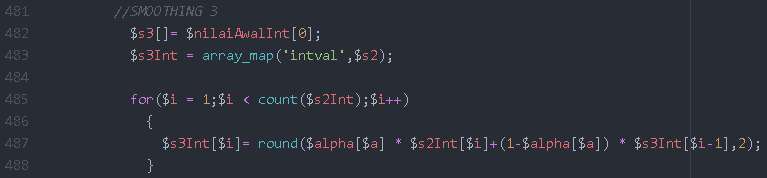 481 //SMOOTHING 3
482 $s3[]= $nilaiAwalInt[0];
483 $s3Int = array_map('intval',$s2);
484
485 for($i = 1;$i < count($s2Int);$i++)
486 {
487 $s3Int[$i]= round($alpha[$a] * $s2Int[$i]+(1-$alpha[$a]) * $s3Int[$i-1],2);
488 }